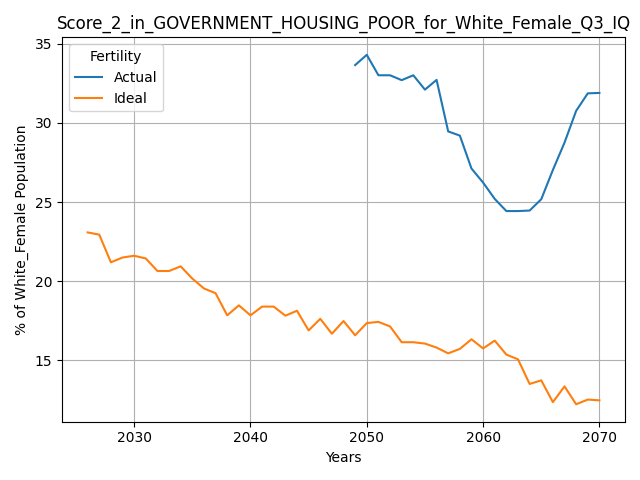 Score_2_in_GOVERNMENT_HOUSING_POOR_for_White_Female_Q3_IQ
Fertility
Actual
Ideal
35
30
25
20
15
% of White_Female Population
2030
2040
2050
2060
2070
Years